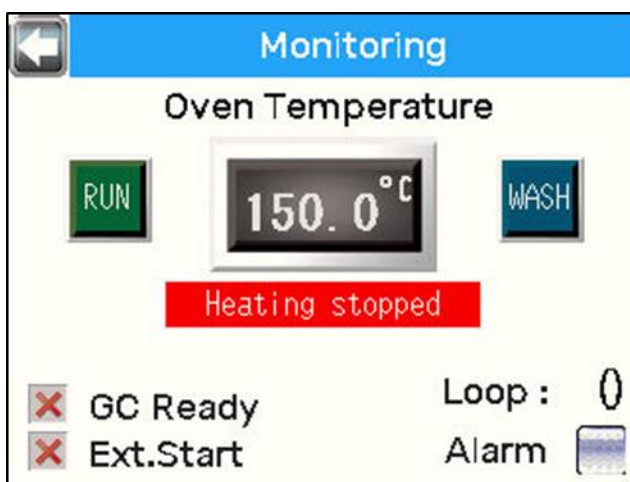 Monitoring
Oven Temperature
RUN
150.0°C
WASH
Heating stopped
GC Ready
Loop : 0
Ext.Start
Alarm